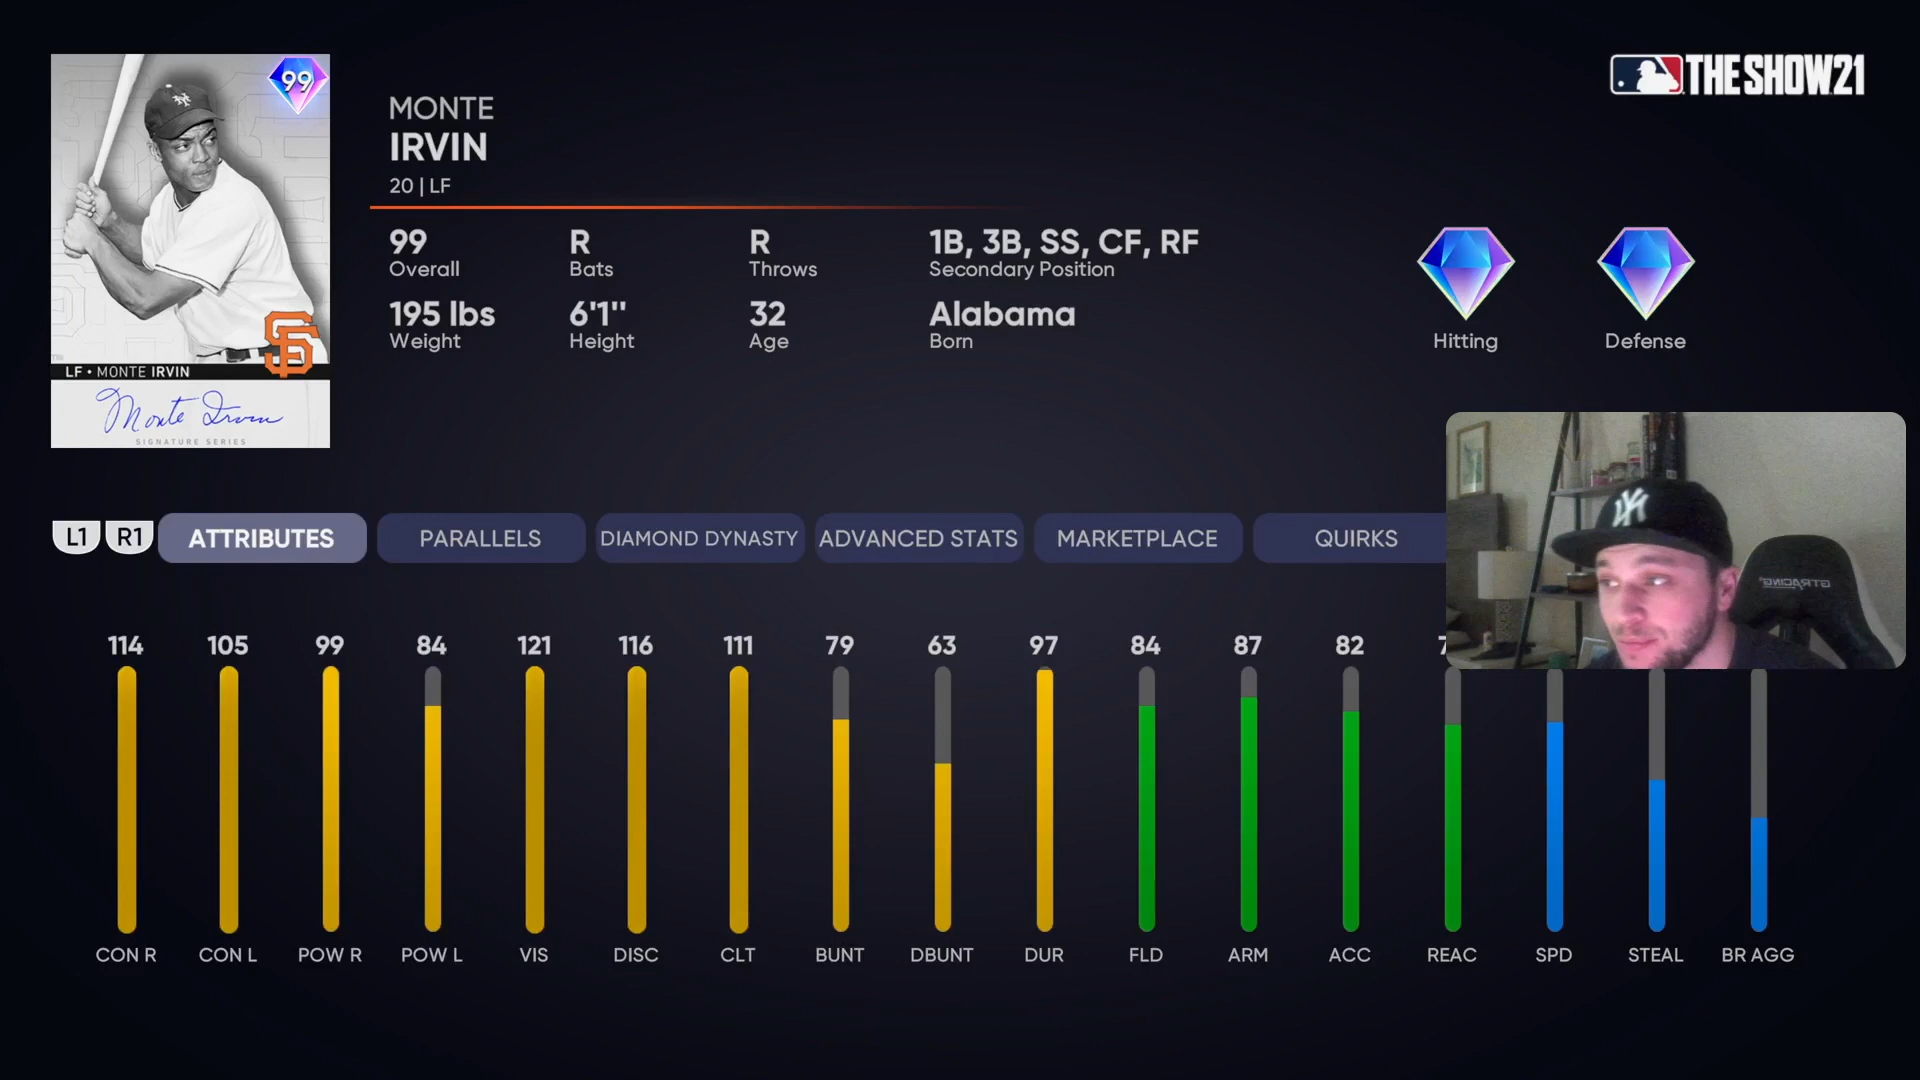 99
THE SHOW 21
MONTE
IRVIN
20 | LF
99 R R 1B, 3B, SS, CF, RF
Overall Bats Throws Secondary Position
195 lbs 6'1" 32 Alabama
Weight Height Age Born
Hitting Defense
SF
LF • MONTE IRVIN
Monte Irvin
SIGNATURE SERIES
L1 R1 ATTRIBUTES PARALLELS DIAMOND DYNASTY ADVANCED STATS MARKETPLACE QUIRKS
NY
GTRACING
114 105 99 84 121 116 111 79 63 97 84 87 82
CON R CON L POW R POW L VIS DISC CLT BUNT DBUNT DUR FLD ARM ACC REAC SPD STEAL BR AGG